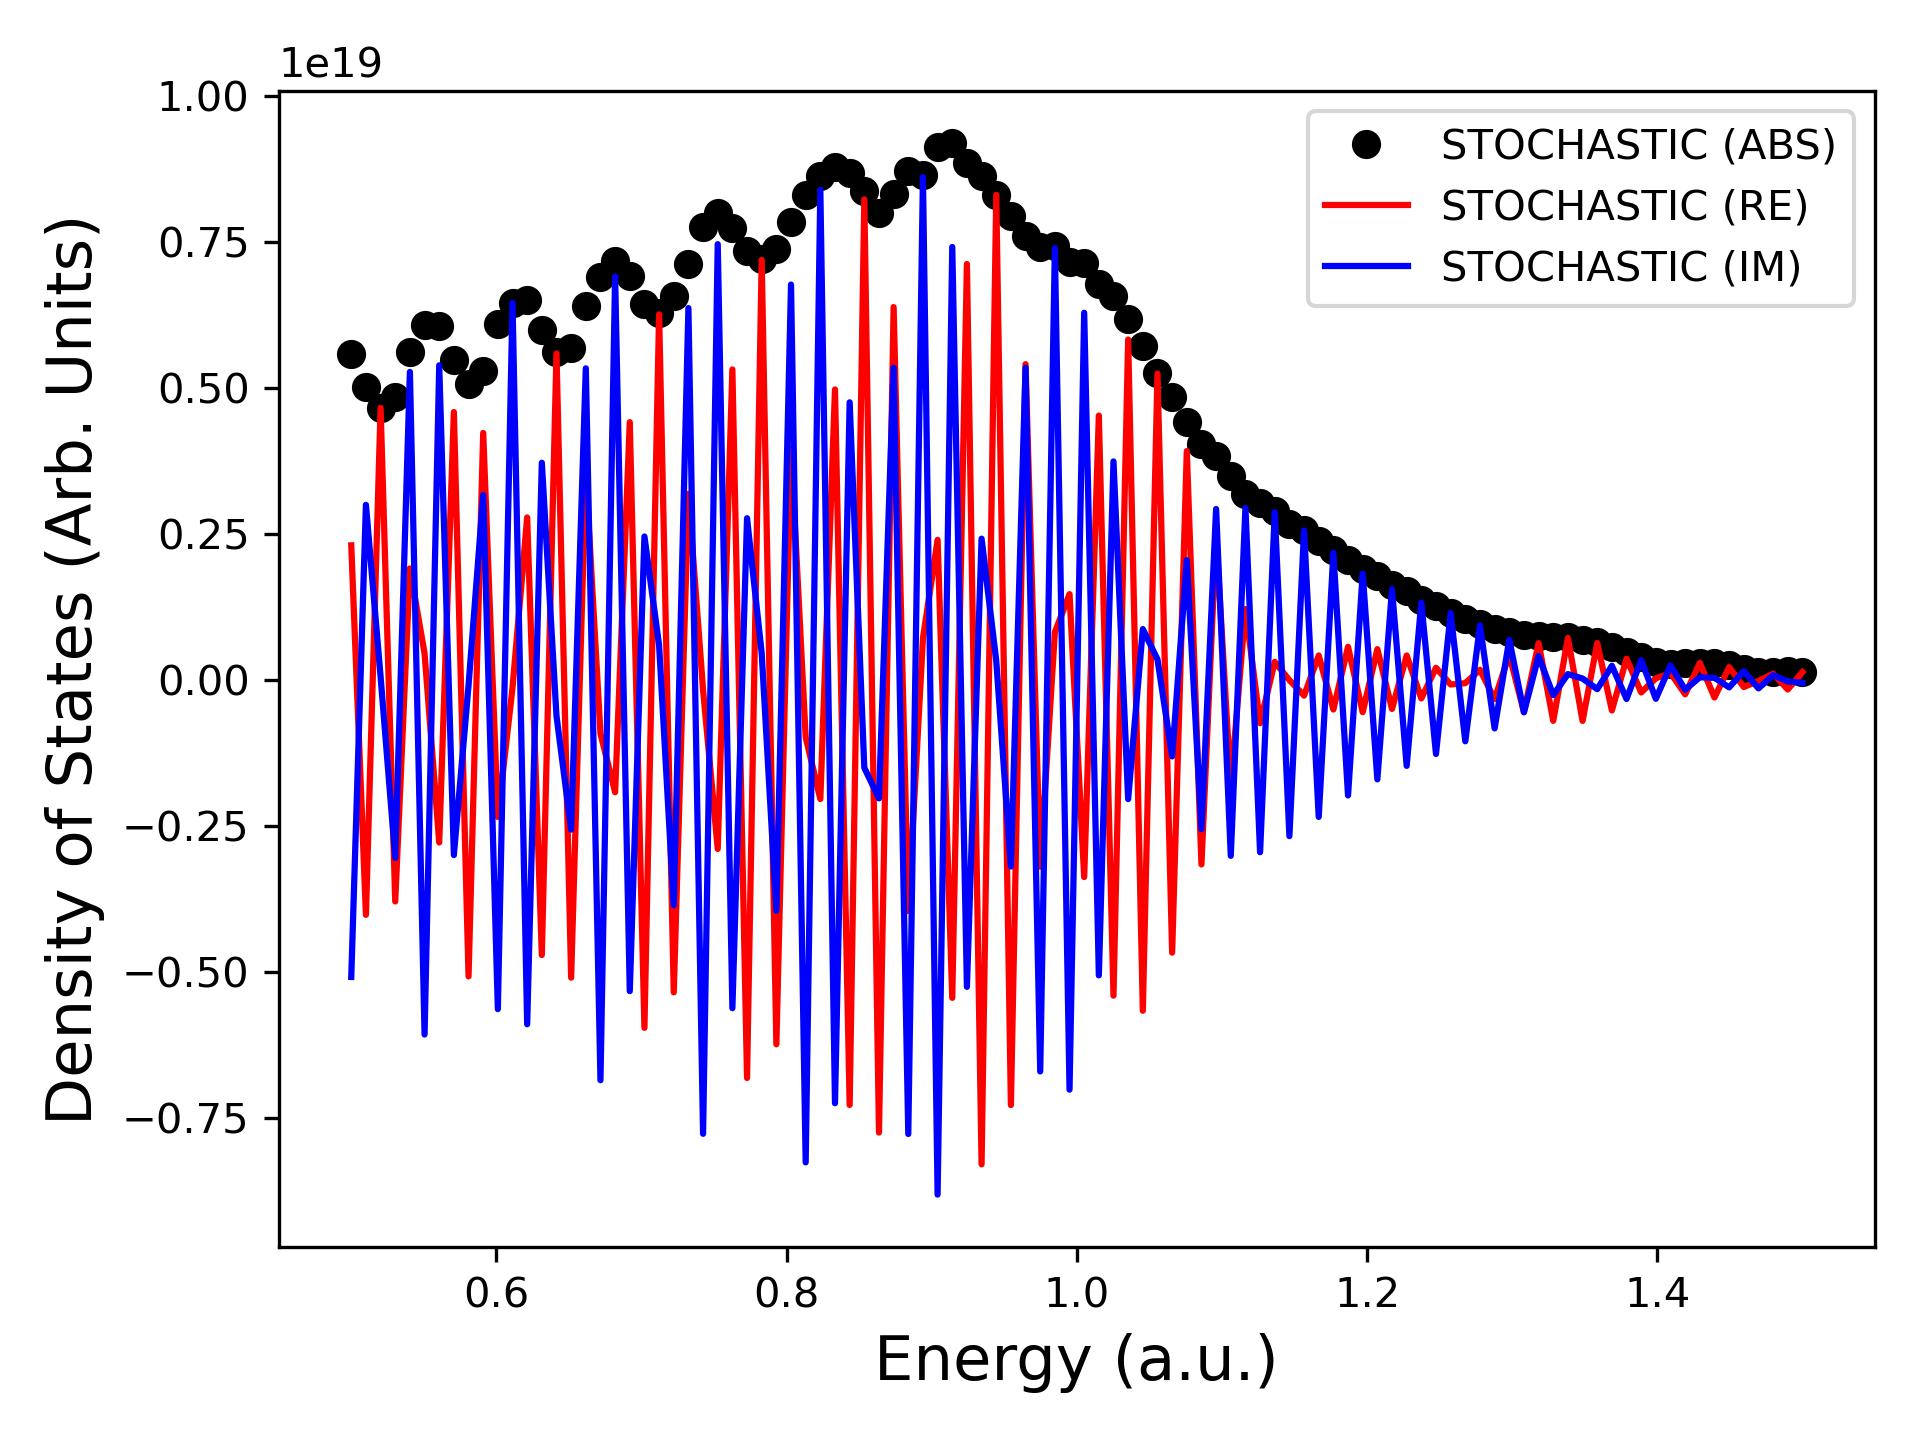 1e19
1.00
0.75
0.50
0.25
0.00
−0.25
−0.50
−0.75
Density of States (Arb. Units)
STOCHASTIC (ABS)
STOCHASTIC (RE)
STOCHASTIC (IM)
0.6 0.8 1.0 1.2 1.4
Energy (a.u.)